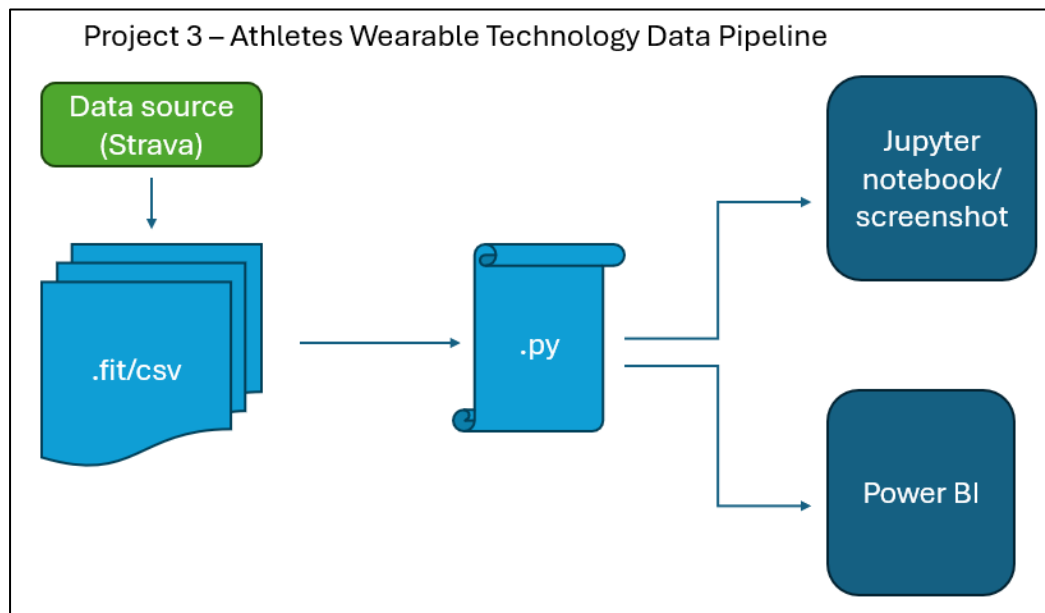 Project 3 – Athletes Wearable Technology Data Pipeline
Data source
(Strava)
.fit/csv
.py
Jupyter
notebook/
screenshot
Power BI